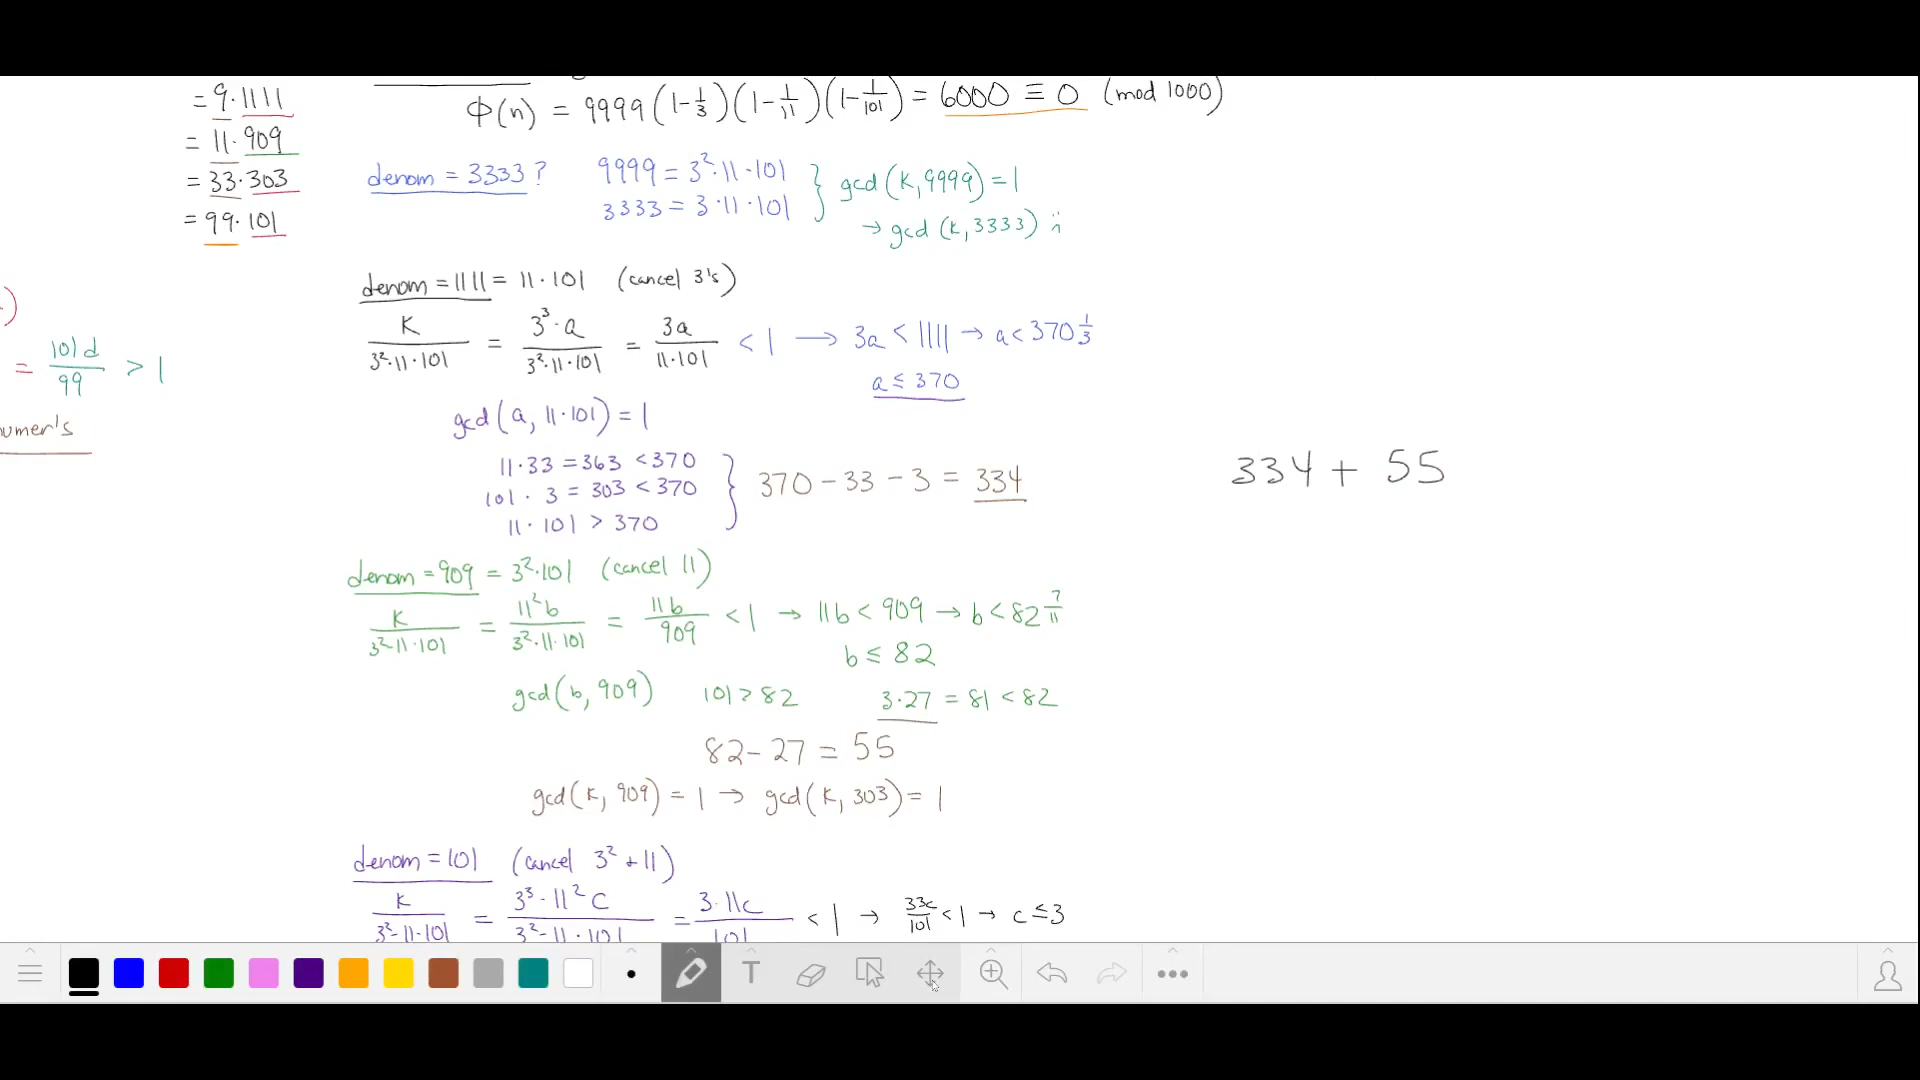 = 9·1111
= 11·909
= 33·303
= 99·101
)
= 101d/99 > 1
umer's
Φ(n) = 9999(1-1/3)(1-1/11)(1-1/101) = 6000 ≡ 0 (mod 1000)
denom = 3333? 9999 = 3²·11·101 } gcd(K,9999)=1
3333 = 3·11·101 → gcd(K,3333)
denom = 1111 = 11·101 (cancel 3's)
K/3²·11·101 = 3³·a/3²·11·101 = 3a/11·101 < 1 → 3a < 1111 → a < 370 1/3
a ≤ 370
gcd(a, 11·101) = 1
11·33 = 363 < 370
101·3 = 303 < 370 } 370 - 33 - 3 = 334
11·101 > 370
334 + 55
denom = 909 = 3²·101 (cancel 11)
K/3²·11·101 = 11²b/3²·11·101 = 11b/909 < 1 → 11b < 909 → b < 82 7/11
b ≤ 82
gcd(b, 909) 101 > 82 3·27 = 81 < 82
82 - 27 = 55
gcd(K, 909) = 1 → gcd(K, 303) = 1
denom = 101 (cancel 3² + 11)
K/3²·11·101 = 3³·11²C/3²·11·101 = 3·11c/101 < 1 → 33c/101 < 1 → c ≤ 3
T